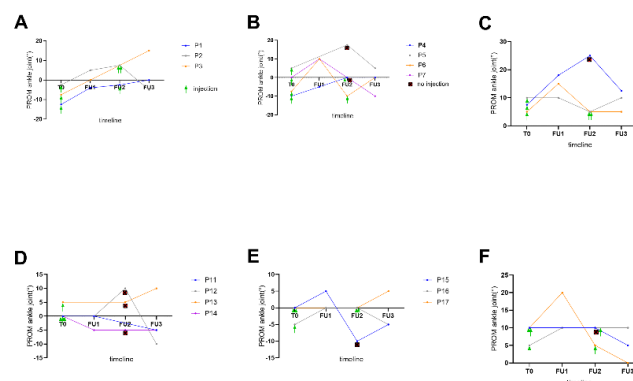 A
PROM ankle joint(°)
20
10
0
-10
-20
T0
FU1
FU2
FU3
timeline
P1
P2
P3
injection
B
PROM ankle joint(°)
20
10
0
-10
-20
T0
FU1
FU2
FU3
timeline
P4
P5
P6
P7
no injection
C
PROM ankle joint(°)
30
20
10
0
T0
FU1
FU2
FU3
timeline
D
PROM ankle joint(°)
15
10
5
0
-5
-10
-15
T0
FU1
FU2
FU3
timeline
P11
P12
P13
P14
E
PROM ankle joint(°)
10
5
0
-5
-10
-15
T0
FU1
FU2
FU3
timeline
P15
P16
P17
F
PROM ankle joint(°)
25
20
15
10
5
0
T0
FU1
FU2
FU3